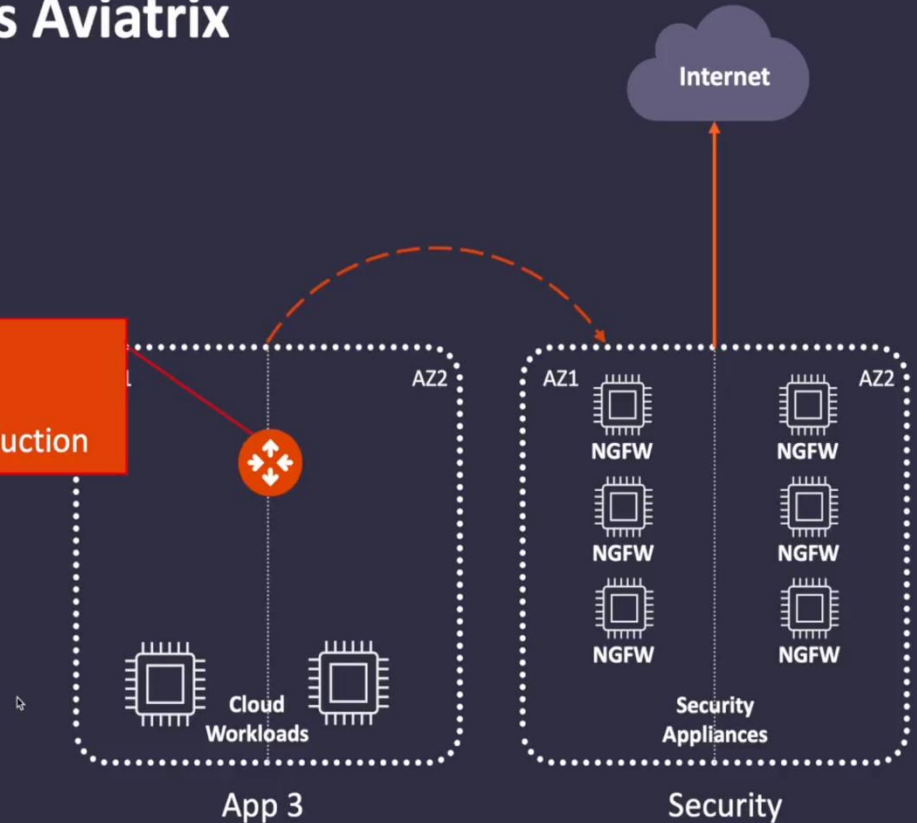 s Aviatrix
Internet
AZ2
AZ1
AZ2
uction
NGFW
NGFW
NGFW
NGFW
NGFW
NGFW
Cloud
Workloads
Security
Appliances
App 3
Security